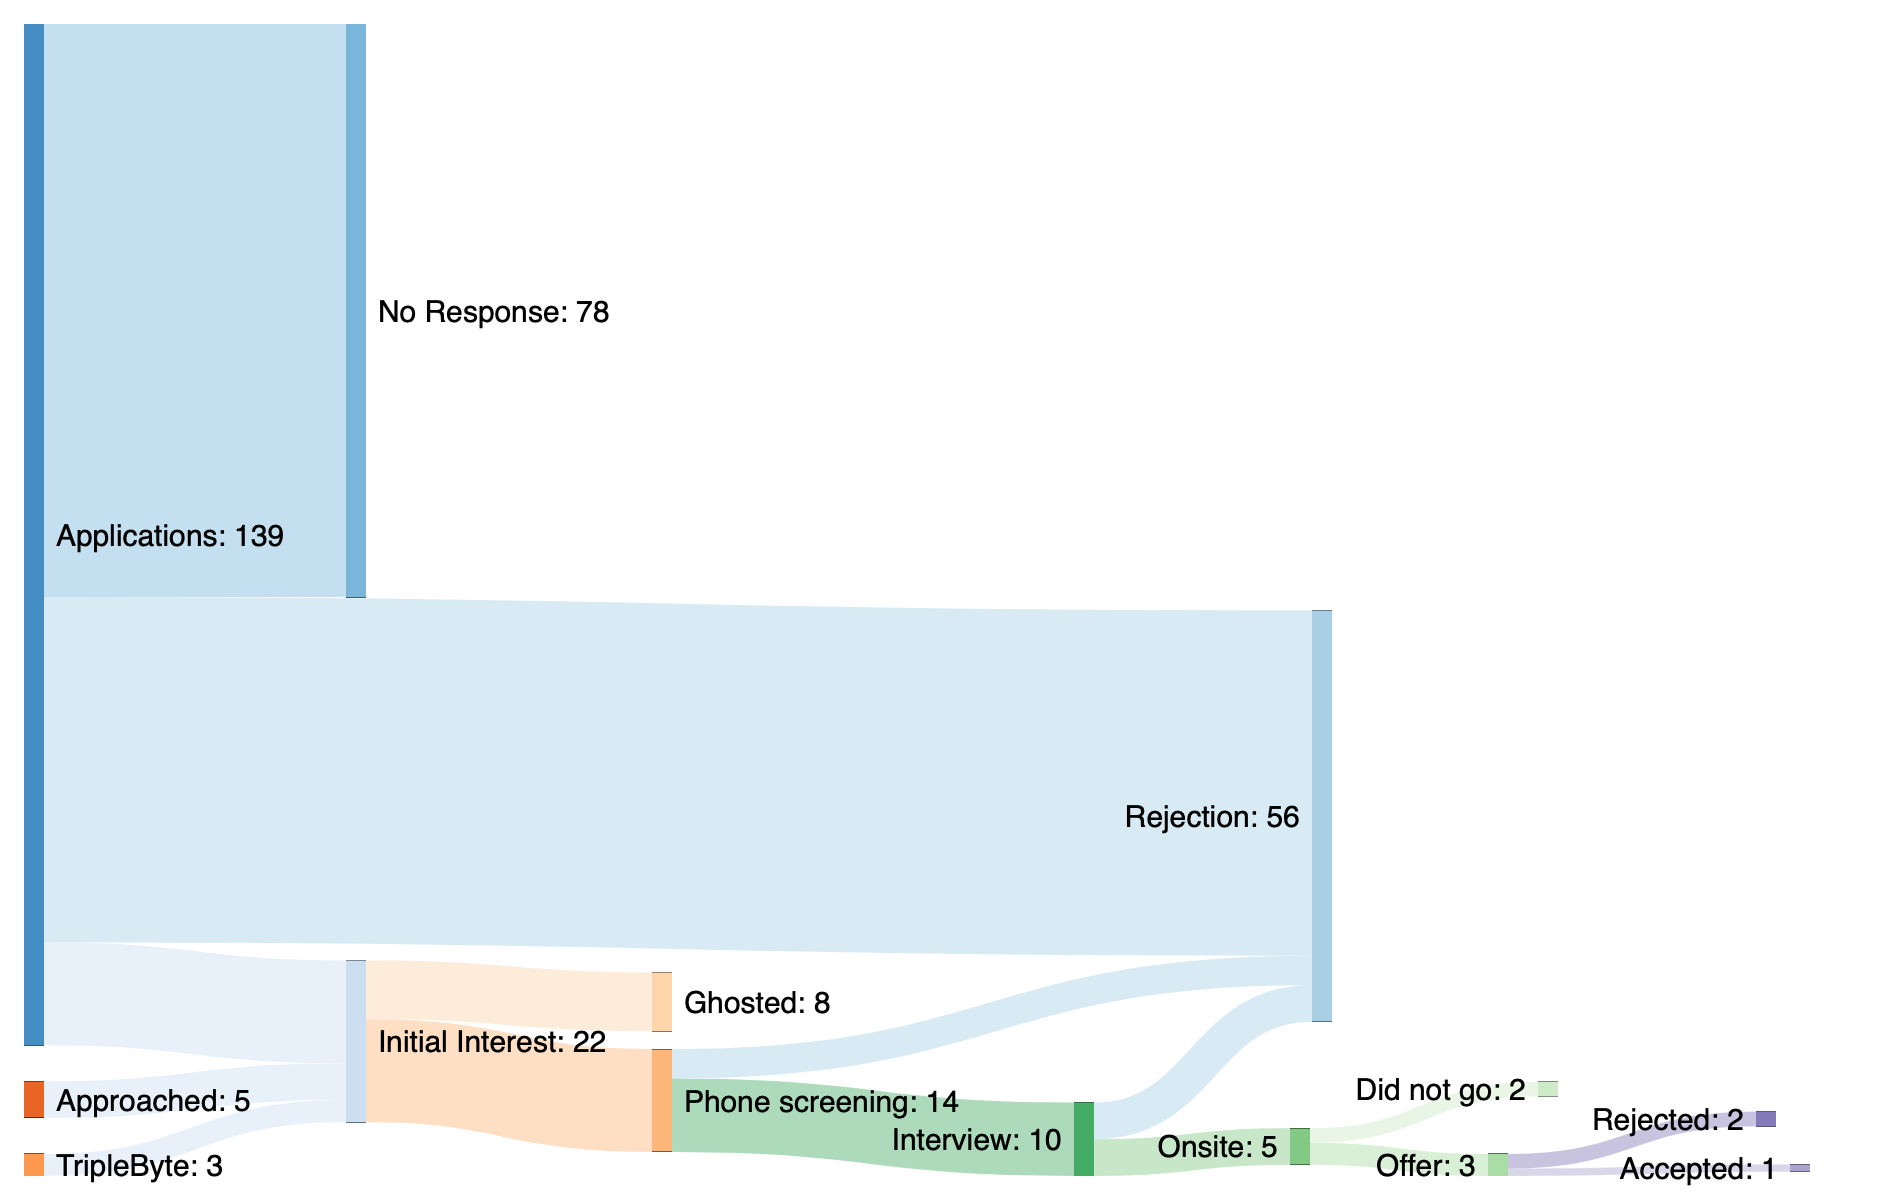 No Response: 78
Applications: 139
Rejection: 56
Ghosted: 8
Initial Interest: 22
Did not go: 2
Approached: 5
Phone screening: 14
Rejected: 2
Interview: 10
Onsite: 5
TripleByte: 3
Offer: 3
Accepted: 1